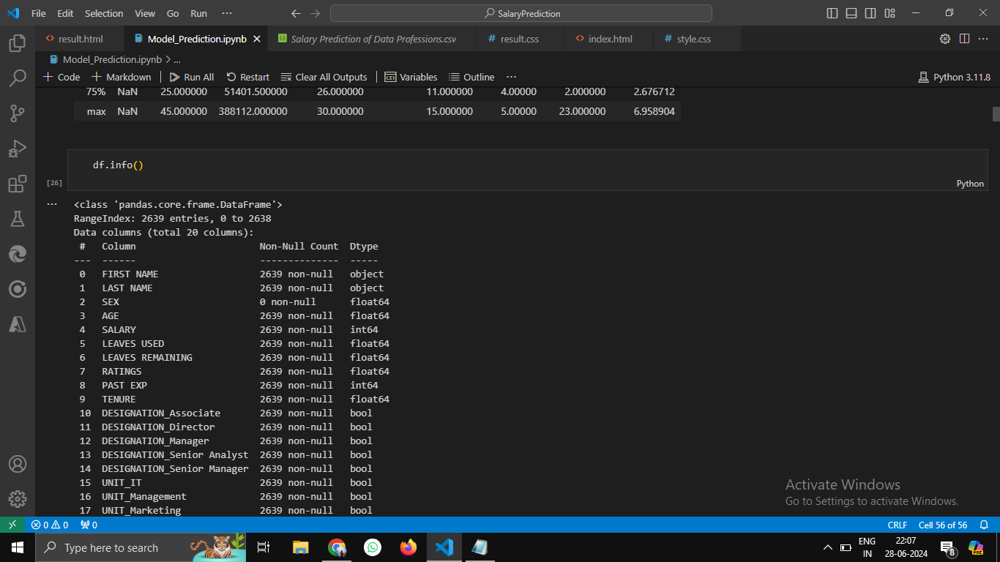 File Edit Selection View Go Run ··· SalaryPrediction
result.html Model_Prediction.ipynb Salary Prediction of Data Professions.csv result.css index.html style.css
Model_Prediction.ipynb > ...
Code Markdown Run All Restart Clear All Outputs Variables Outline ··· Python 3.11.8
75% NaN 25.000000 51401.500000 26.000000 11.000000 4.00000 2.000000 2.676712
max NaN 45.000000 388112.000000 30.000000 15.000000 5.00000 23.000000 6.958904
df.info()
[26] Python
··· <class 'pandas.core.frame.DataFrame'>
RangeIndex: 2639 entries, 0 to 2638
Data columns (total 20 columns):
# Column Non-Null Count Dtype
--- ------ -------------- -----
0 FIRST NAME 2639 non-null object
1 LAST NAME 2639 non-null object
2 SEX 0 non-null float64
3 AGE 2639 non-null float64
4 SALARY 2639 non-null int64
5 LEAVES USED 2639 non-null float64
6 LEAVES REMAINING 2639 non-null float64
7 RATINGS 2639 non-null float64
8 PAST EXP 2639 non-null int64
9 TENURE 2639 non-null float64
10 DESIGNATION_Associate 2639 non-null bool
11 DESIGNATION_Director 2639 non-null bool
12 DESIGNATION_Manager 2639 non-null bool
13 DESIGNATION_Senior Analyst 2639 non-null bool
14 DESIGNATION_Senior Manager 2639 non-null bool
15 UNIT_IT 2639 non-null bool
16 UNIT_Management 2639 non-null bool
17 UNIT_Marketing 2639 non-null bool
Activate Windows
Go to Settings to activate Windows.
0 0 0 CRLF Cell 56 of 56
Type here to search
ENG
IN
22:07
28-06-2024
8
PRE